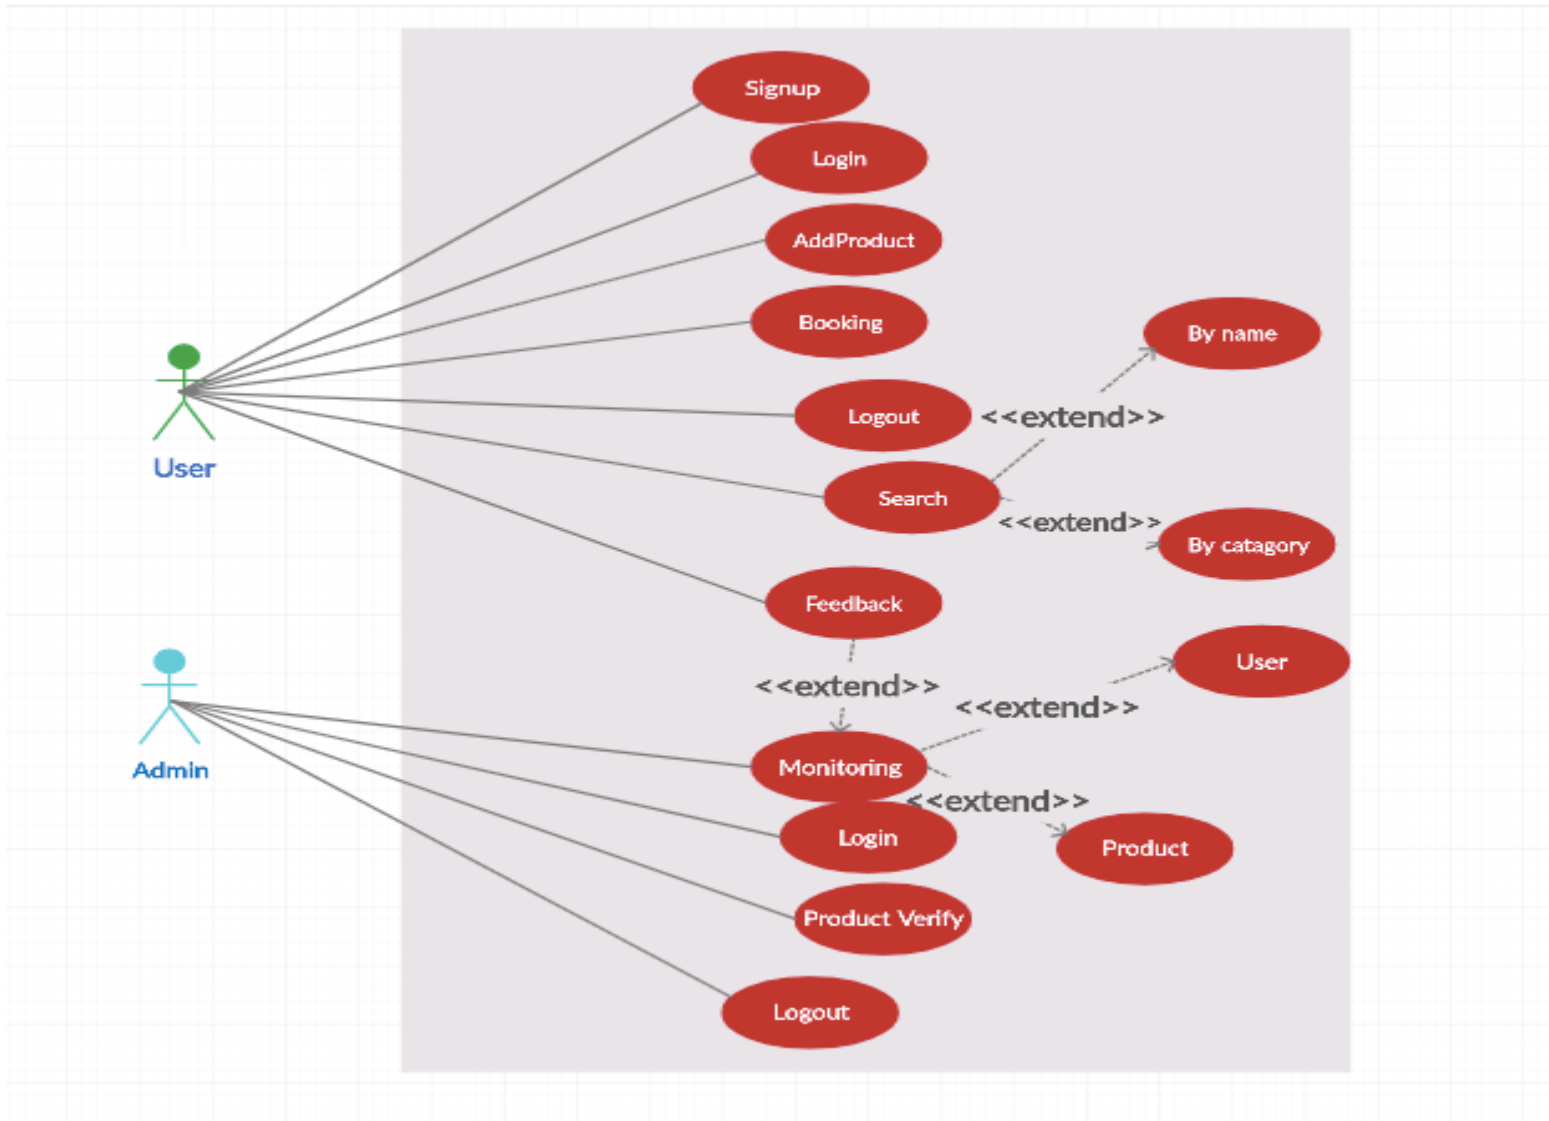 Signup
Login
AddProduct
Booking
By name
Logout
<<extend>>
User
Search
<<extend>>
By catagory
Feedback
User
<<extend>>
<<extend>>
Admin
Monitoring
<<extend>>
Login
Product
Product Verify
Logout